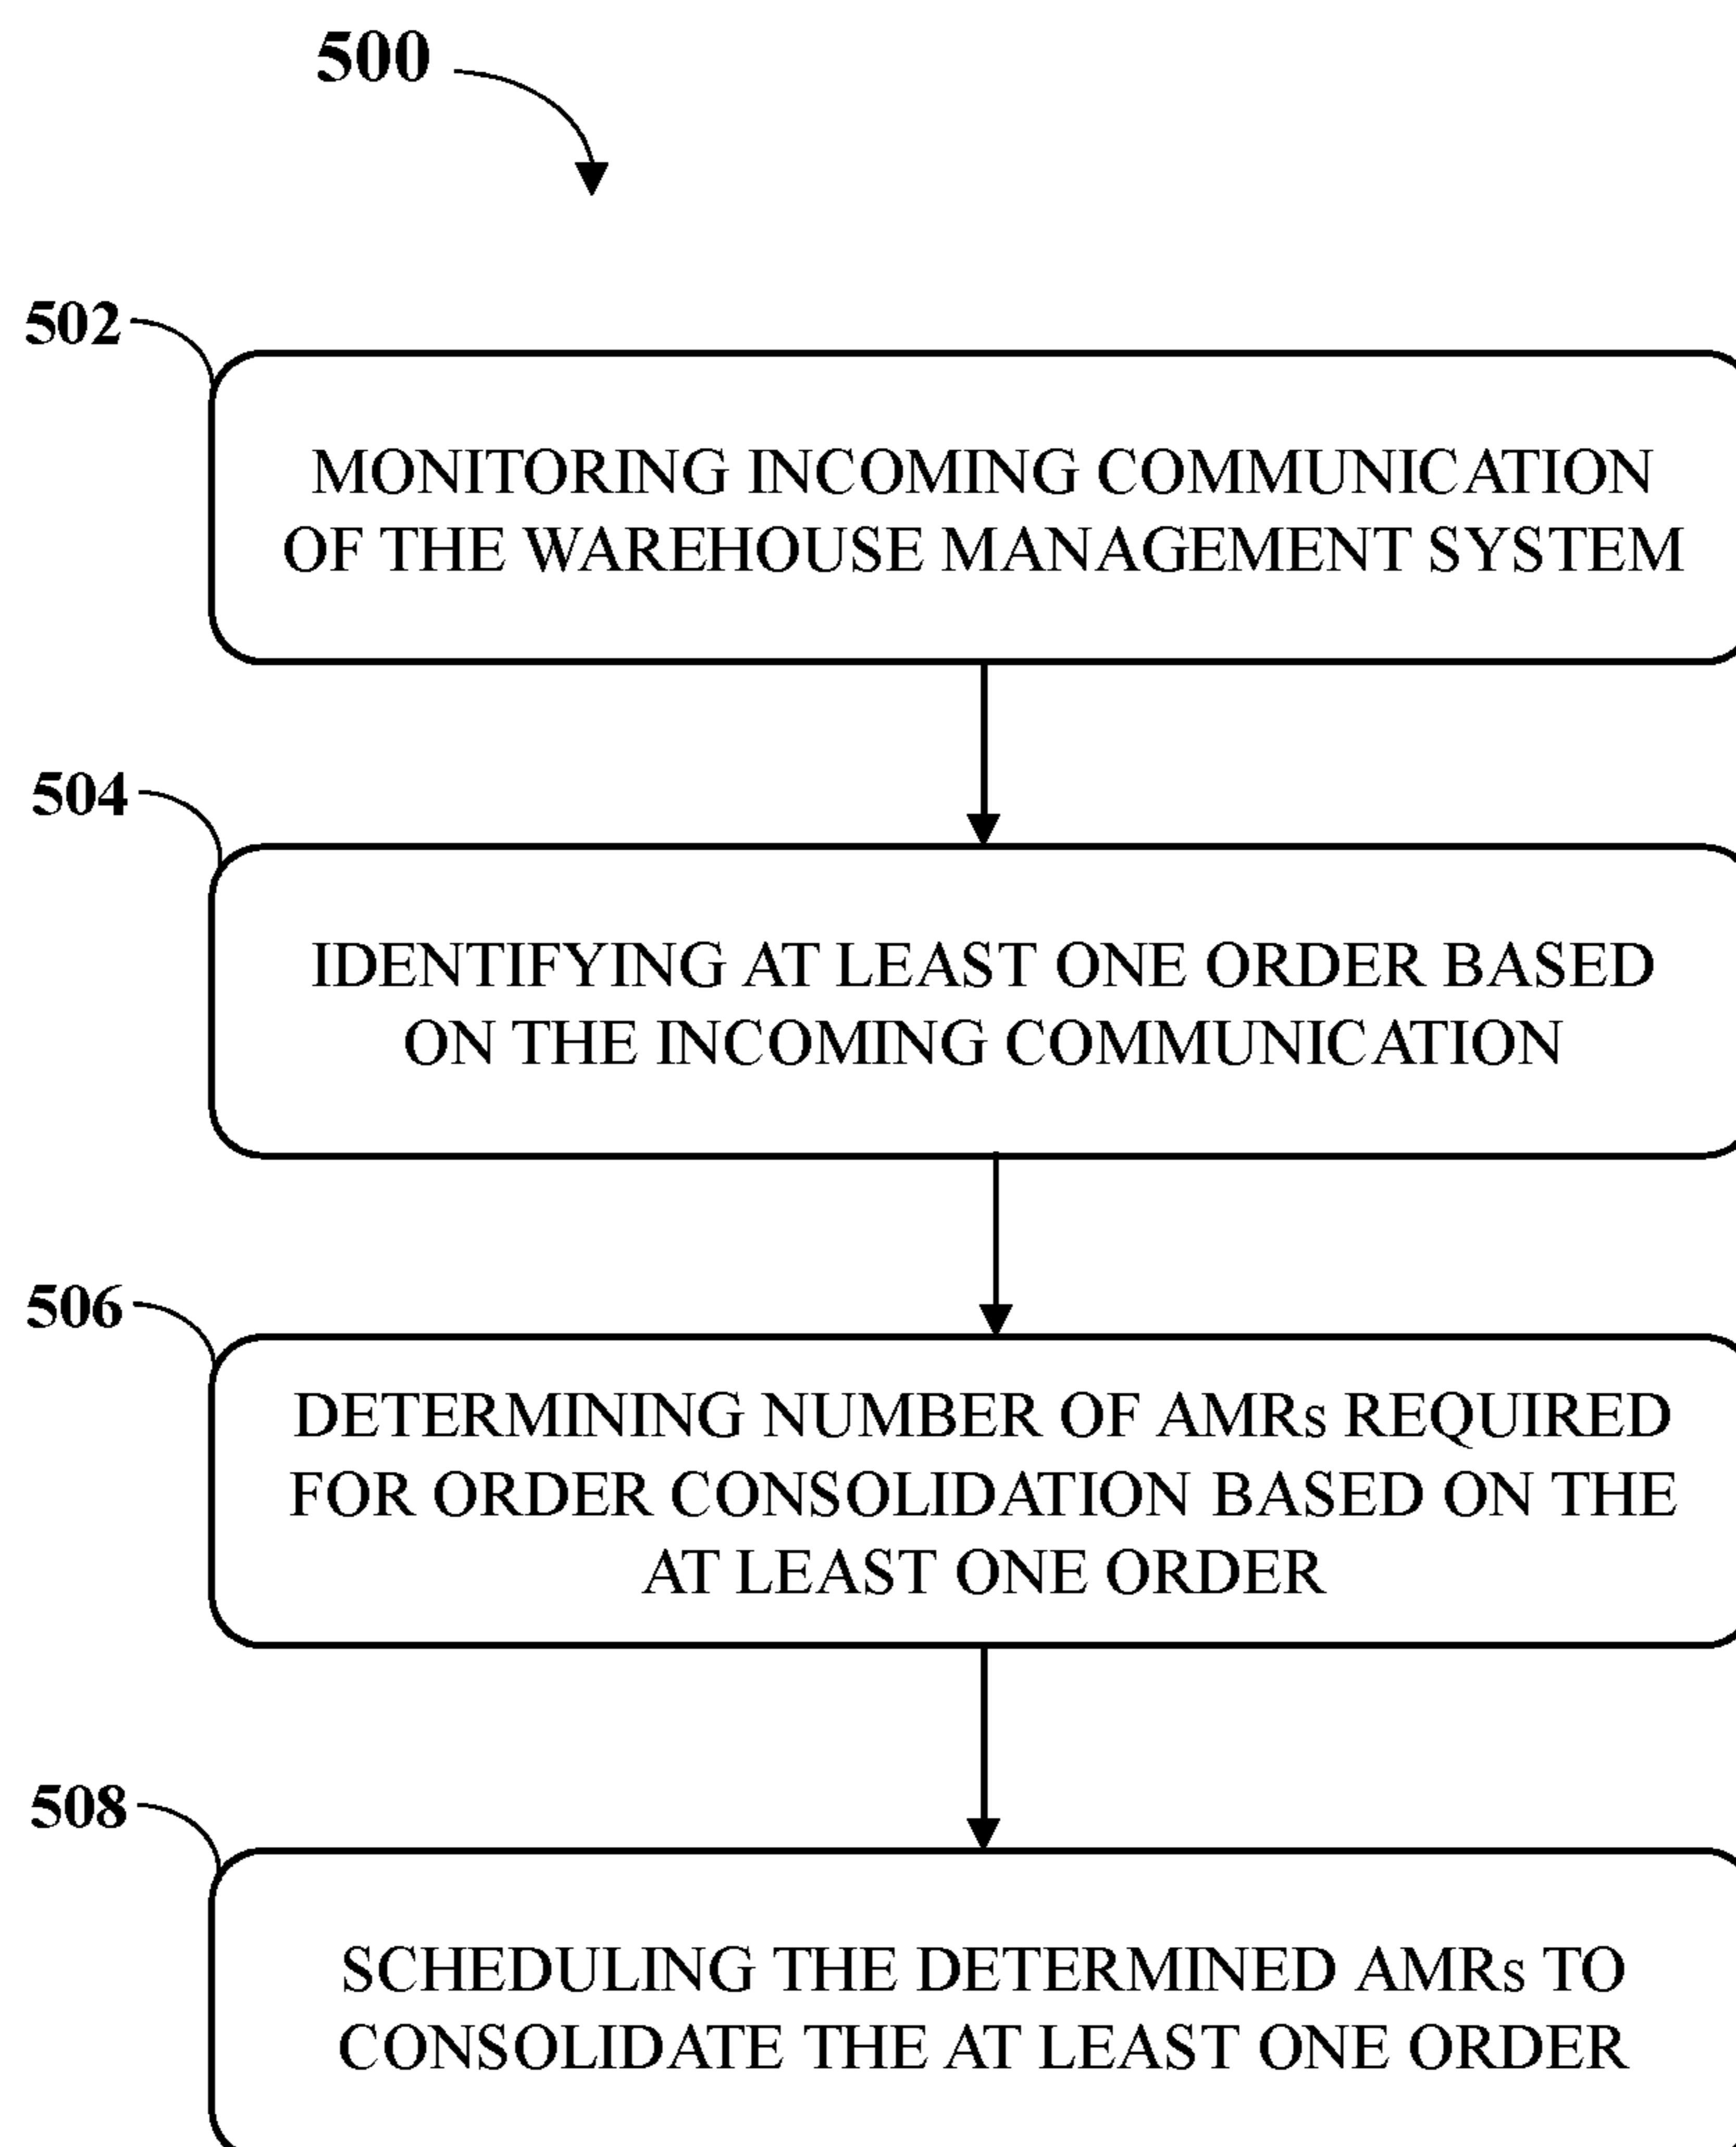 500
502
MONITORING INCOMING COMMUNICATION
OF THE WAREHOUSE MANAGEMENT SYSTEM
504
IDENTIFYING AT LEAST ONE ORDER BASED
ON THE INCOMING COMMUNICATION
506
DETERMINING NUMBER OF AMRs REQUIRED
FOR ORDER CONSOLIDATION BASED ON THE
AT LEAST ONE ORDER
508
SCHEDULING THE DETERMINED AMRs TO
CONSOLIDATE THE AT LEAST ONE ORDER